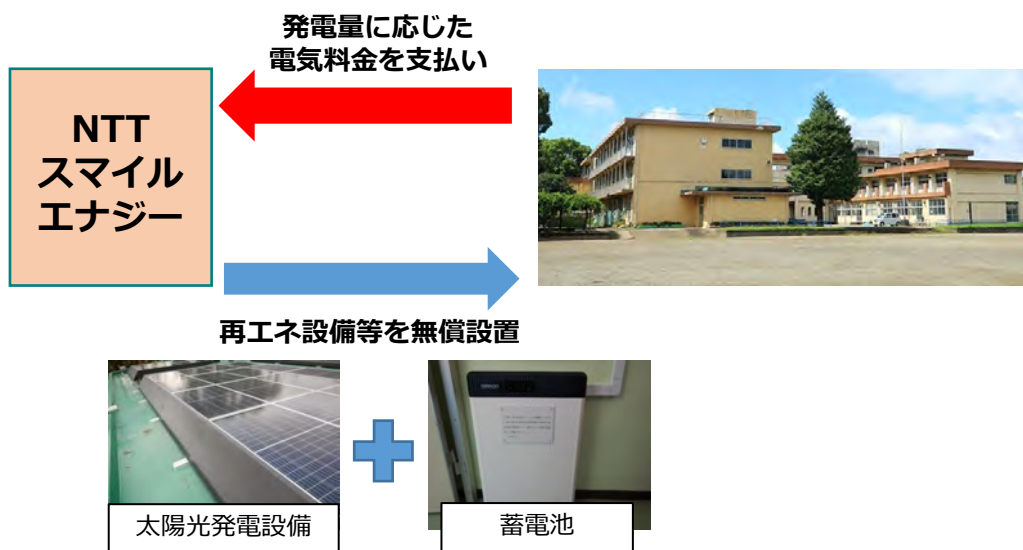 発電量に応じた
電気料金を支払い
NTT
スマイル
エナジー
再エネ設備等を無償設置
太陽光発電設備
蓄電池